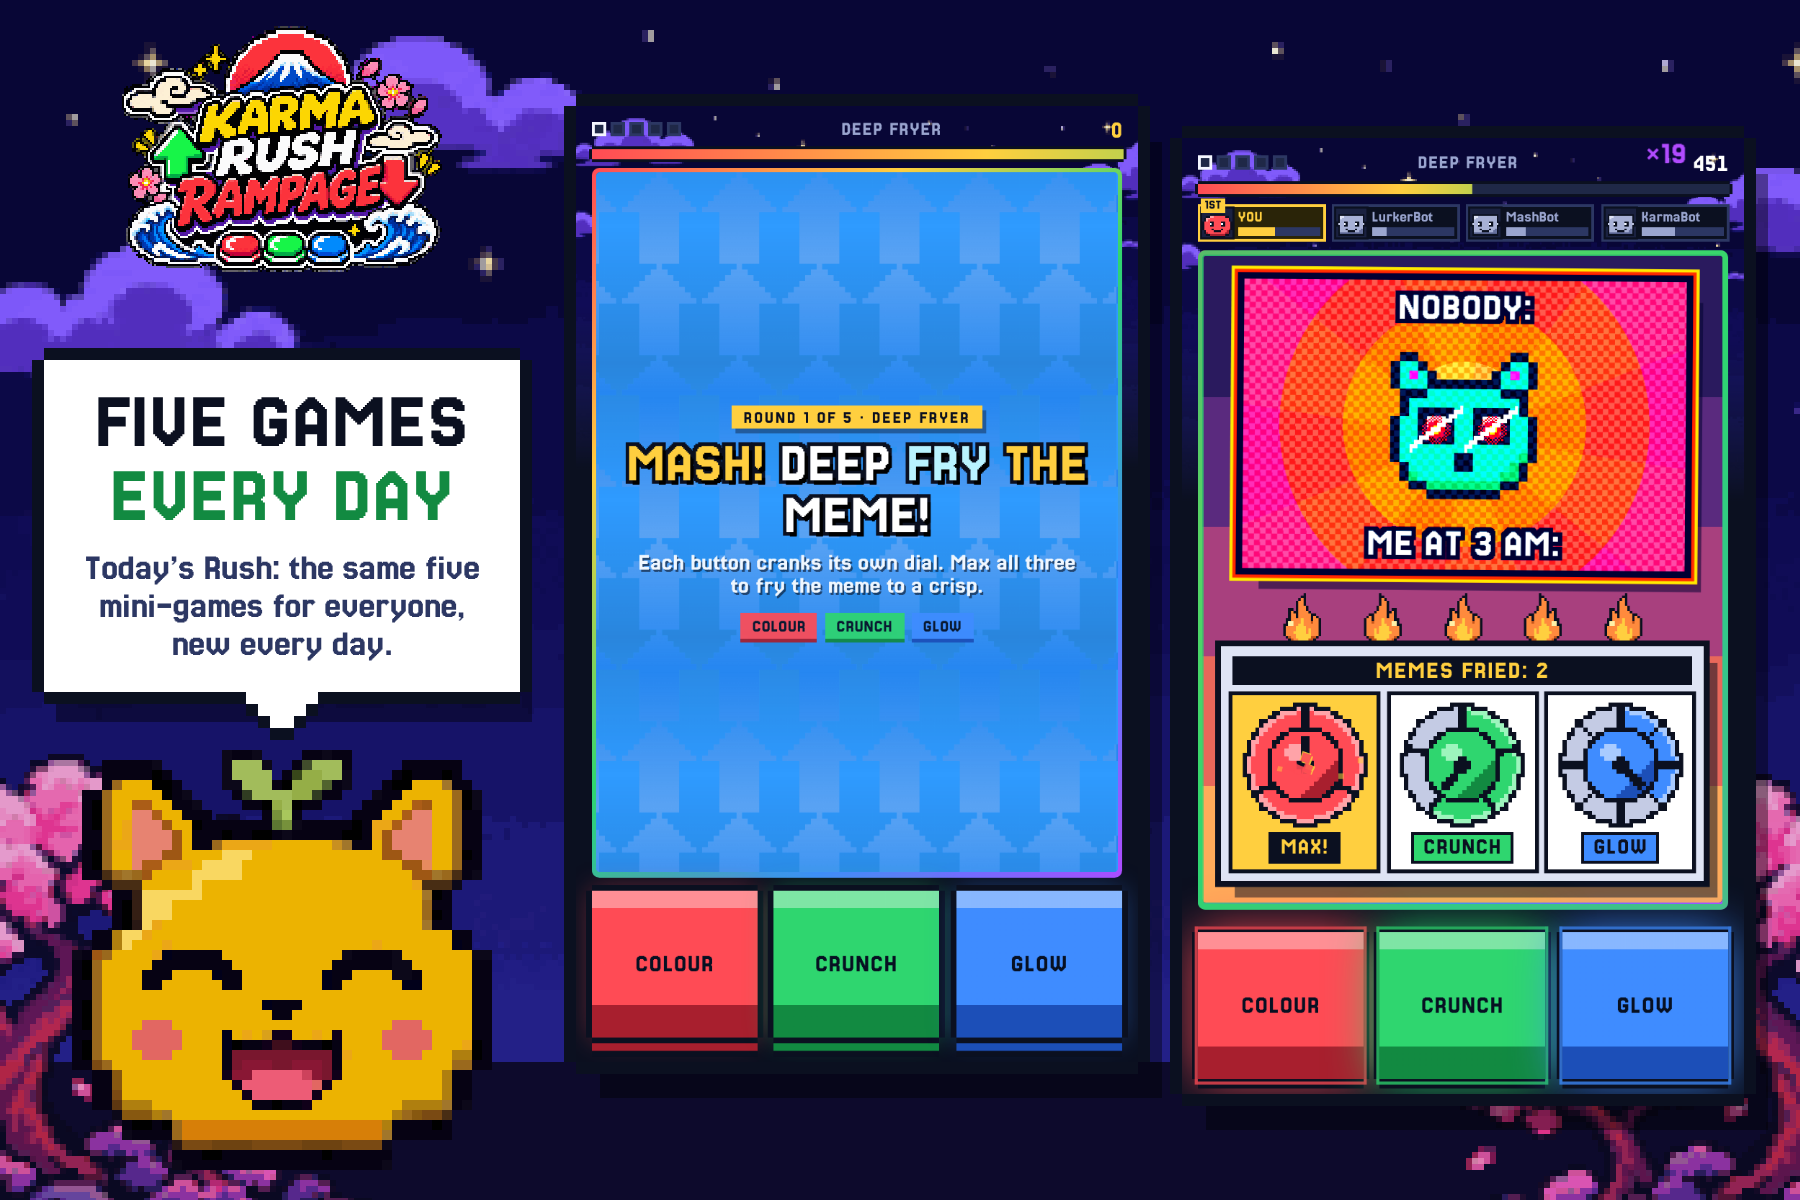 KARMA
RUSH
RAMPAGE
FIVE GAMES
EVERY DAY
Today's Rush: the same five
mini-games for everyone,
new every day.
DEEP FRYER
+0
ROUND 1 OF 5 · DEEP FRYER
MASH! DEEP FRY THE
MEME!
Each button cranks its own dial. Max all three
to fry the meme to a crisp.
COLOUR CRUNCH GLOW
COLOUR CRUNCH GLOW
DEEP FRYER
×19 451
1ST YOU LurkerBot MashBot KarmaBot
NOBODY:
ME AT 3 AM:
MEMES FRIED: 2
MAX! CRUNCH GLOW
COLOUR CRUNCH GLOW